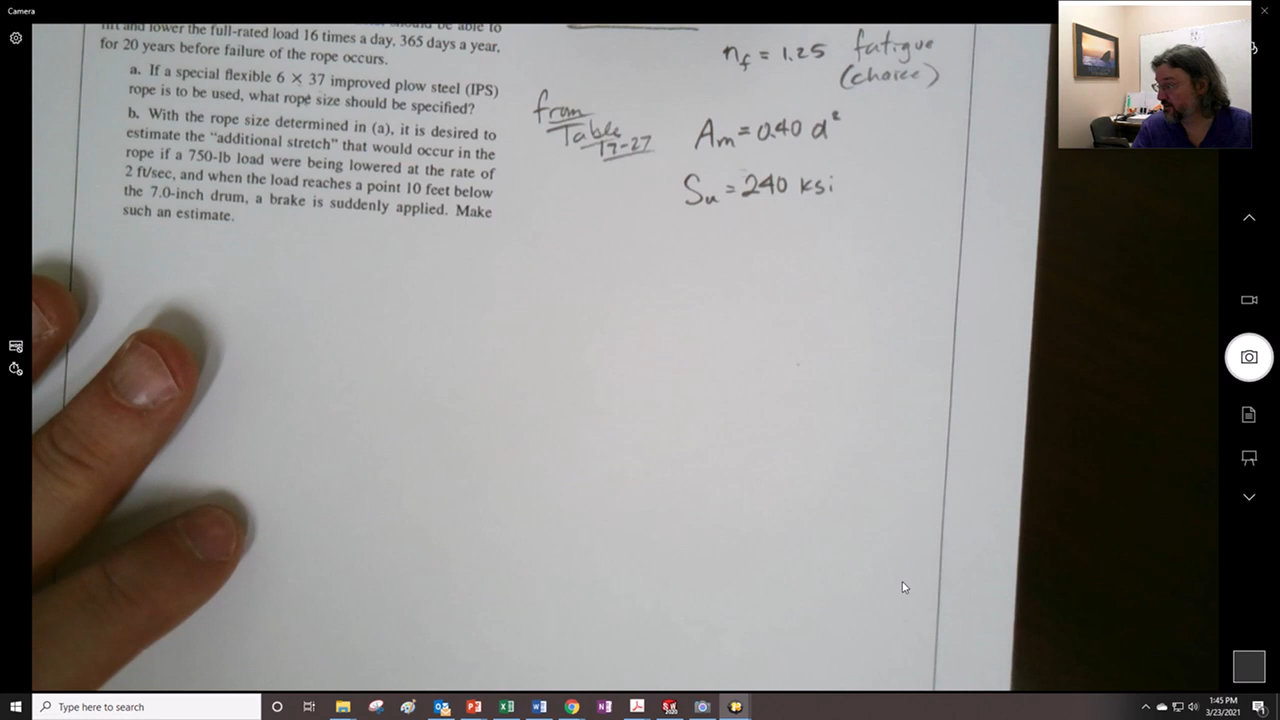 Camera
lift and lower the full-rated load 16 times a day, 365 days a year,
for 20 years before failure of the rope occurs.
a. If a special flexible 6 × 37 improved plow steel (IPS)
rope is to be used, what rope size should be specified?
b. With the rope size determined in (a), it is desired to
estimate the “additional stretch” that would occur in the
rope if a 750-lb load were being lowered at the rate of
2 ft/sec, and when the load reaches a point 10 feet below
the 7.0-inch drum, a brake is suddenly applied. Make
such an estimate.
n_f = 1.25 fatigue
(choice)
from
Table
17-27
A_m = 0.40 d²
S_u = 240 ksi
Type here to search
1:45 PM
3/23/2021